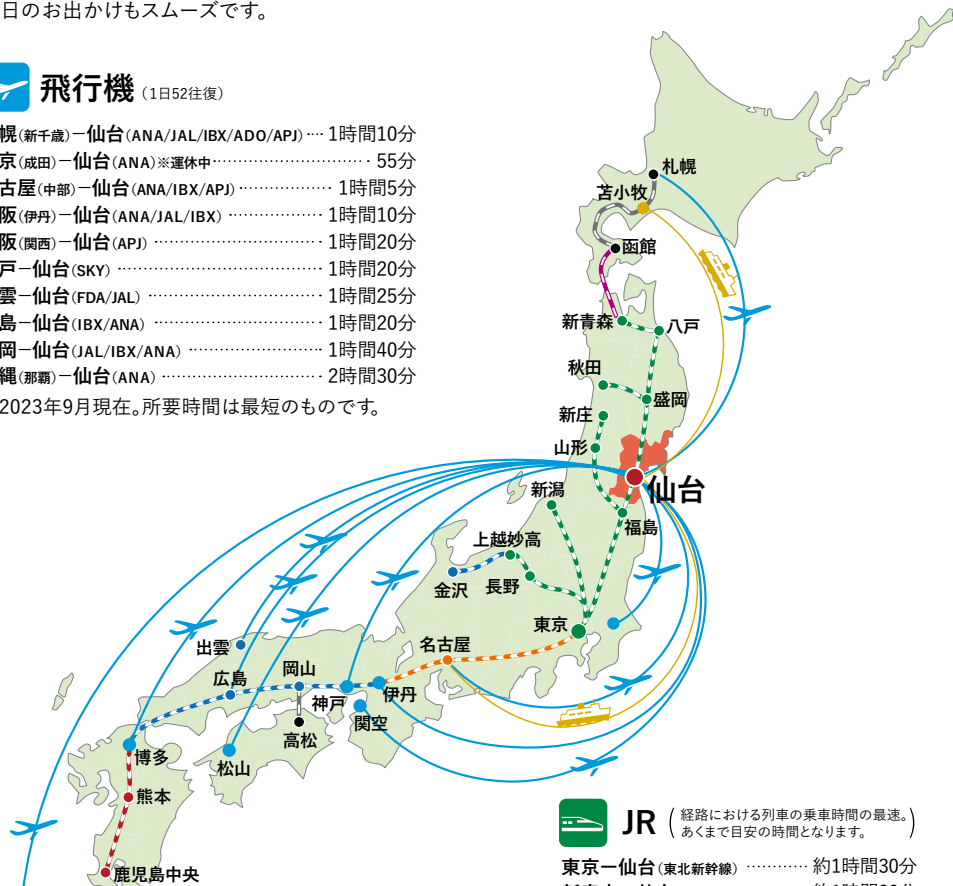 日のお出かけもスムーズです。
飛行機（1日52往復）
幌(新千歳)−仙台(ANA/JAL/IBX/ADO/APJ)････1時間10分
京(成田)−仙台(ANA)※運休中･･････････････････････････････55分
古屋(中部)−仙台(ANA/IBX/APJ)･････････････････1時間5分
阪(伊丹)−仙台(ANA/JAL/IBX)･････････････････1時間10分
阪(関西)−仙台(APJ)･･････････････････････････････1時間20分
戸−仙台(SKY)････････････････････････････････････1時間20分
雲−仙台(FDA/JAL)･･････････････････････････････1時間25分
島−仙台(IBX/ANA)･･････････････････････････････1時間20分
岡−仙台(JAL/IBX/ANA)････････････････････････1時間40分
縄(那覇)−仙台(ANA)････････････････････････････2時間30分
2023年9月現在。所要時間は最短のものです。
札幌
苫小牧
函館
新青森
八戸
秋田
盛岡
新庄
山形
仙台
新潟
福島
上越妙高
金沢
長野
東京
名古屋
出雲
広島
岡山
神戸
伊丹
関空
高松
松山
博多
熊本
鹿児島中央
JR（経路における列車の乗車時間の最速。
あくまで目安の時間となります。）
東京−仙台(東北新幹線)････････････約1時間30分